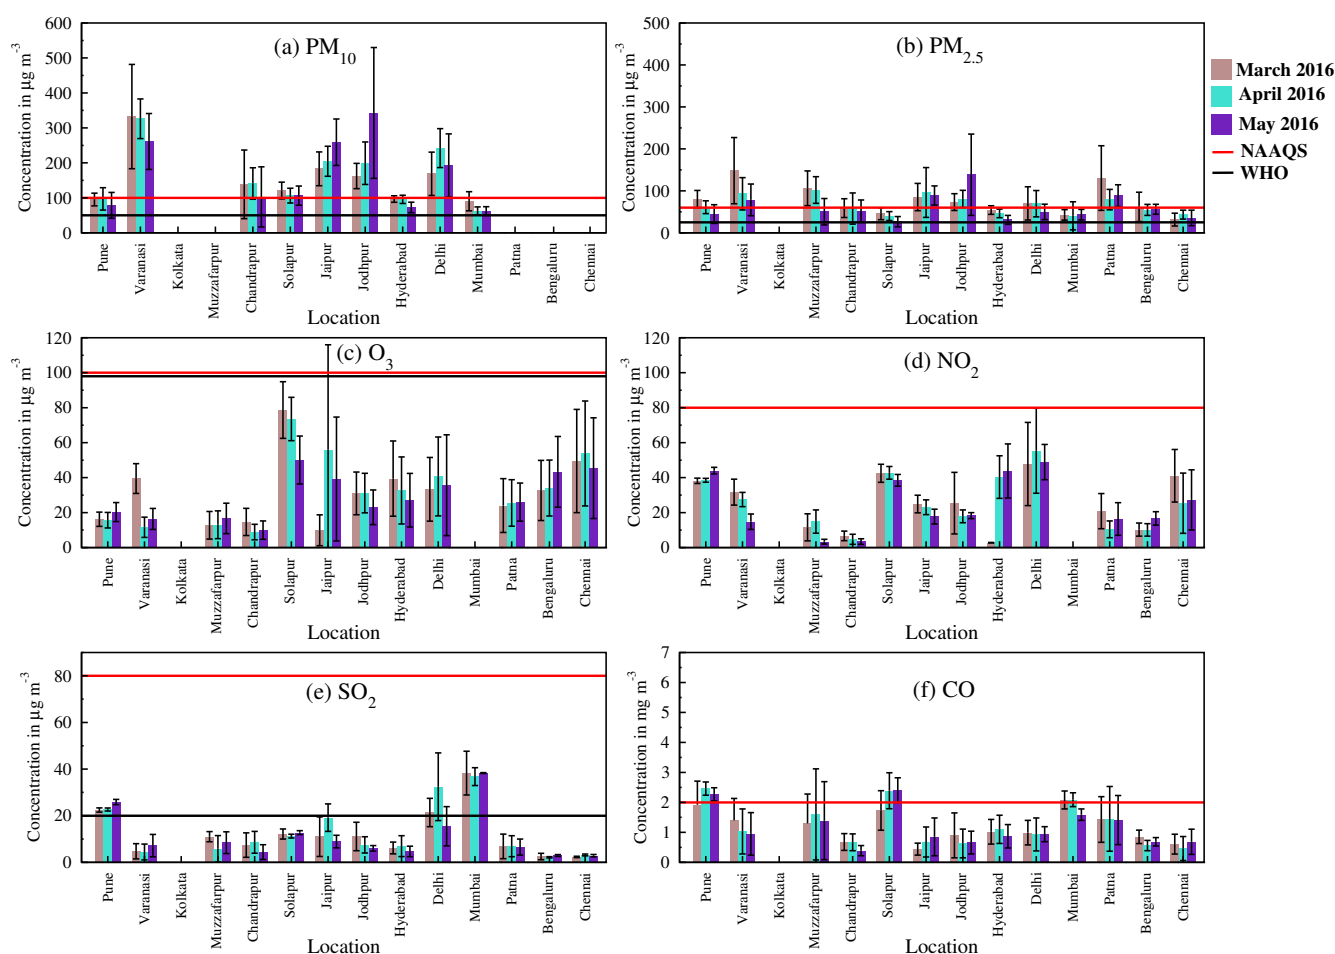 (a) PM10
Concentration in μg m-3
600
500
400
300
200
100
0
Pune
Varanasi
Kolkata
Muzzafarpur
Chandrapur
Solapur
Jaipur
Jodhpur
Hyderabad
Delhi
Mumbai
Patna
Bengaluru
Chennai
Location
(b) PM2.5
Concentration in μg m-3
500
400
300
200
100
0
Pune
Varanasi
Kolkata
Muzzafarpur
Chandrapur
Solapur
Jaipur
Jodhpur
Hyderabad
Delhi
Mumbai
Patna
Bengaluru
Chennai
Location
March 2016
April 2016
May 2016
NAAQS
WHO
(c) O3
Concentration in μg m-3
120
100
80
60
40
20
0
Pune
Varanasi
Kolkata
Muzzafarpur
Chandrapur
Solapur
Jaipur
Jodhpur
Hyderabad
Delhi
Mumbai
Patna
Bengaluru
Chennai
Location
(d) NO2
Concentration in μg m-3
120
100
80
60
40
20
0
Pune
Varanasi
Kolkata
Muzzafarpur
Chandrapur
Solapur
Jaipur
Jodhpur
Hyderabad
Delhi
Mumbai
Patna
Bengaluru
Chennai
Location
(e) SO2
Concentration in μg m-3
80
60
40
20
0
Pune
Varanasi
Kolkata
Muzzafarpur
Chandrapur
Solapur
Jaipur
Jodhpur
Hyderabad
Delhi
Mumbai
Patna
Bengaluru
Chennai
Location
(f) CO
Concentration in mg m-3
7
6
5
4
3
2
1
0
Pune
Varanasi
Kolkata
Muzzafarpur
Chandrapur
Solapur
Jaipur
Jodhpur
Hyderabad
Delhi
Mumbai
Patna
Bengaluru
Chennai
Location